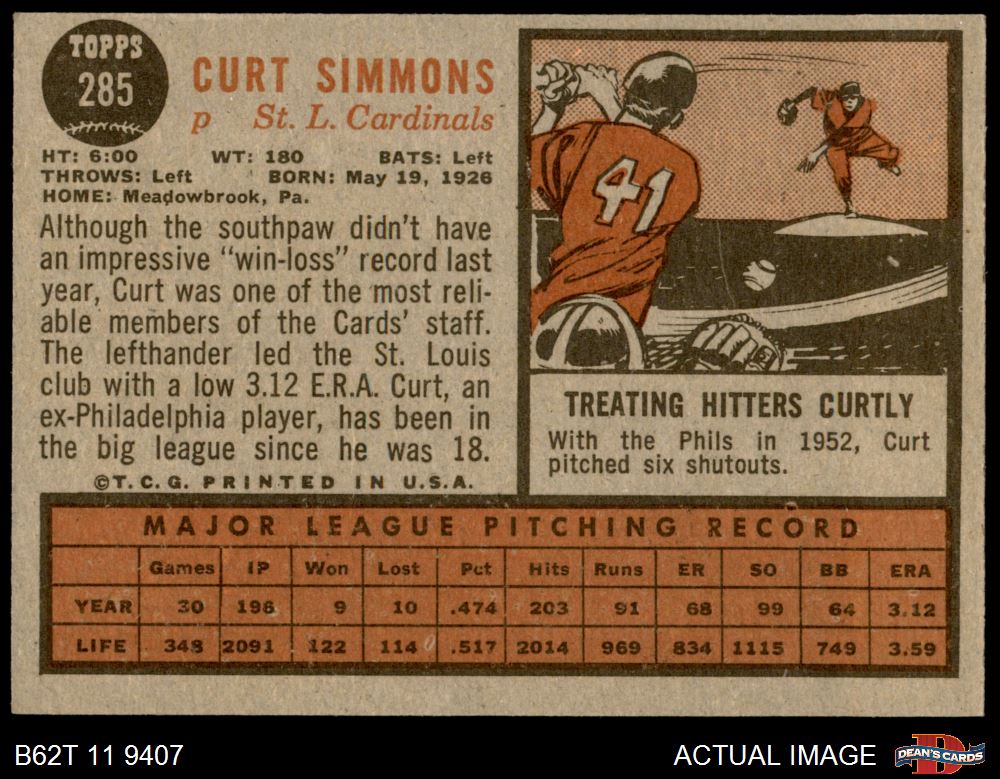 TOPPS
285
CURT SIMMONS
p St. L. Cardinals
HT: 6:00 WT: 180 BATS: Left
THROWS: Left BORN: May 19, 1926
HOME: Meadowbrook, Pa.
Although the southpaw didn't have
an impressive "win-loss" record last
year, Curt was one of the most reli-
able members of the Cards' staff.
The lefthander led the St. Louis
club with a low 3.12 E.R.A. Curt, an
ex-Philadelphia player, has been in
the big league since he was 18.
©T. C. G. PRINTED IN U.S.A.
41
TREATING HITTERS CURTLY
With the Phils in 1952, Curt
pitched six shutouts.
MAJOR LEAGUE PITCHING RECORD
Games IP Won Lost Pct Hits Runs ER SO BB ERA
YEAR 30 196 9 10 .474 203 91 68 99 64 3.12
LIFE 348 2091 122 114 .517 2014 969 834 1115 749 3.59
B62T 11 9407
ACTUAL IMAGE
D
DEAN'S CARDS